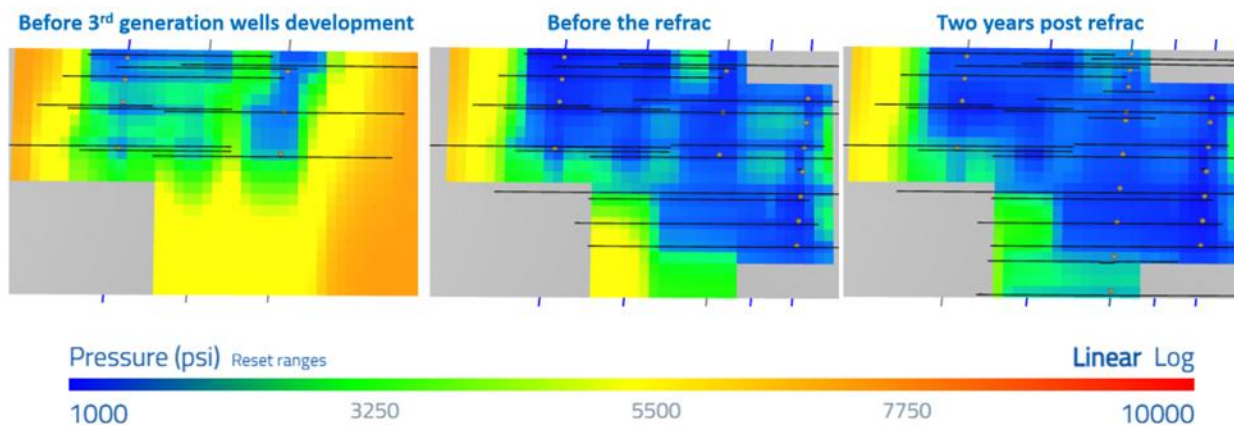 Before 3rd generation wells development
Before the refrac
Two years post refrac
Pressure (psi) Reset ranges
Linear Log
1000
3250
5500
7750
10000